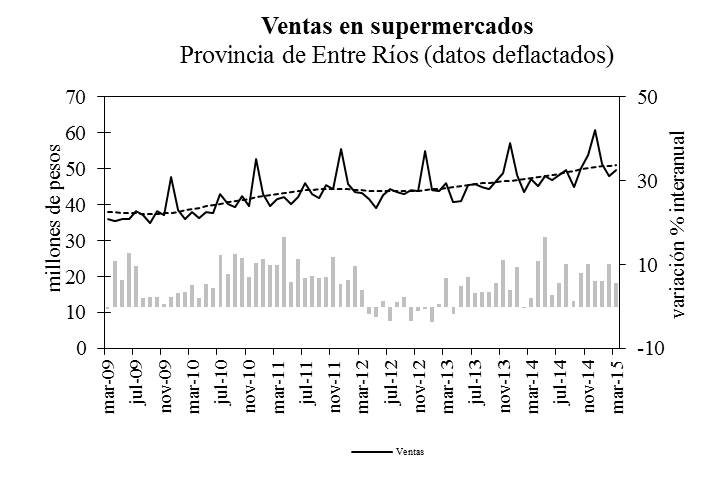 Ventas en supermercados
Provincia de Entre Ríos (datos deflactados)
millones de pesos
70
60
50
40
30
20
10
0
50
30
10
-10
variación % interanual
mar-09
jul-09
nov-09
mar-10
jul-10
nov-10
mar-11
jul-11
nov-11
mar-12
jul-12
nov-12
mar-13
jul-13
nov-13
mar-14
jul-14
nov-14
mar-15
Ventas